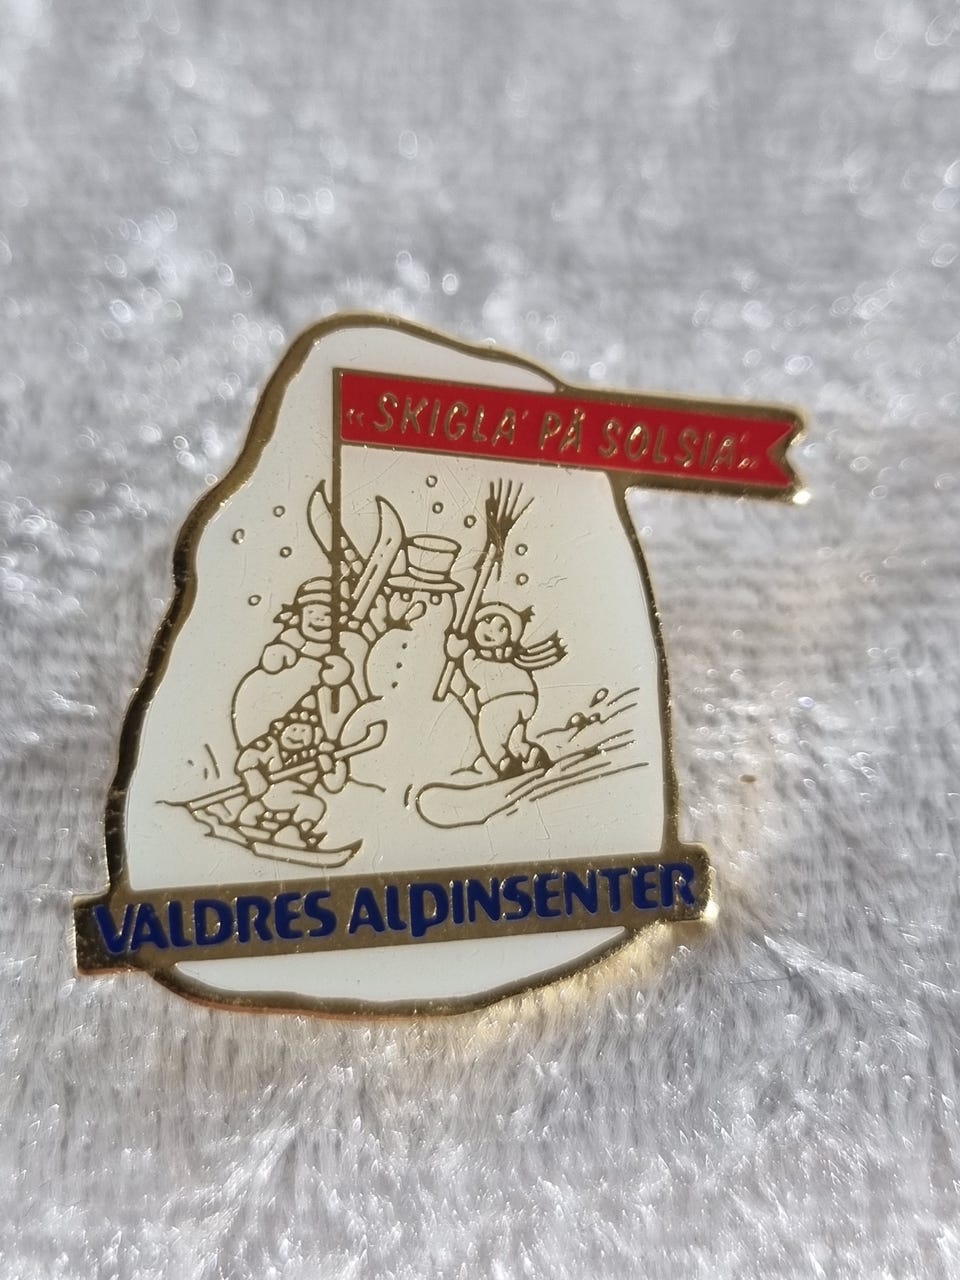 «SKIGLA' PÅ SOLSIA'»
VALDRES ALPINSENTER